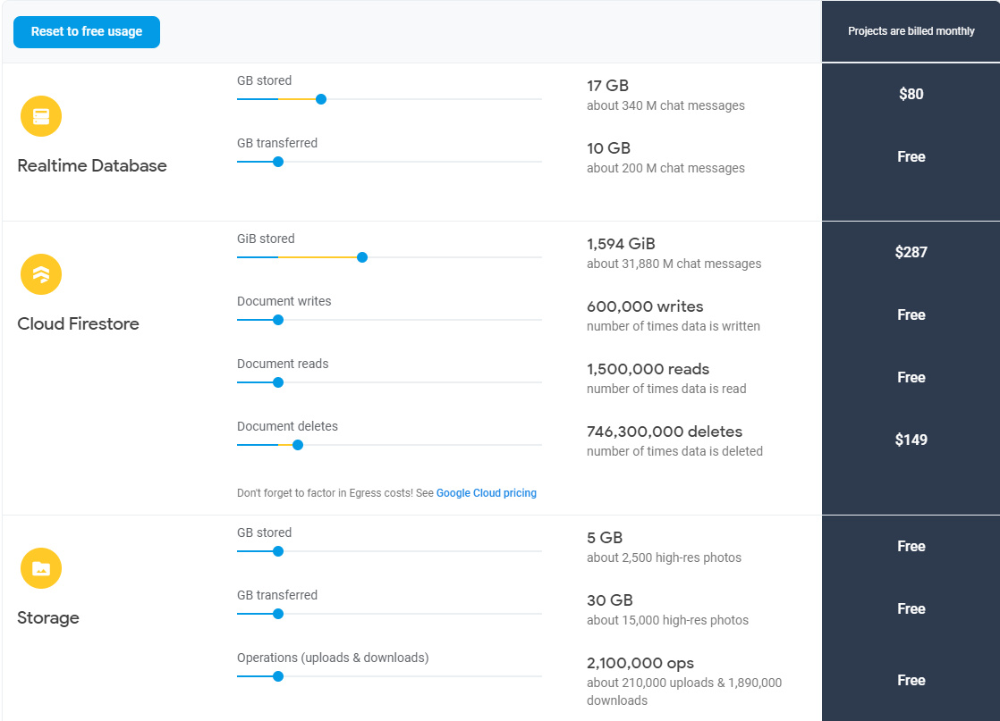 Reset to free usage
Projects are billed monthly
Realtime Database
GB stored
17 GB
about 340 M chat messages
$80
GB transferred
10 GB
about 200 M chat messages
Free
Cloud Firestore
GiB stored
1,594 GiB
about 31,880 M chat messages
$287
Document writes
600,000 writes
number of times data is written
Free
Document reads
1,500,000 reads
number of times data is read
Free
Document deletes
746,300,000 deletes
number of times data is deleted
$149
Don't forget to factor in Egress costs! See Google Cloud pricing
Storage
GB stored
5 GB
about 2,500 high-res photos
Free
GB transferred
30 GB
about 15,000 high-res photos
Free
Operations (uploads & downloads)
2,100,000 ops
about 210,000 uploads & 1,890,000
downloads
Free